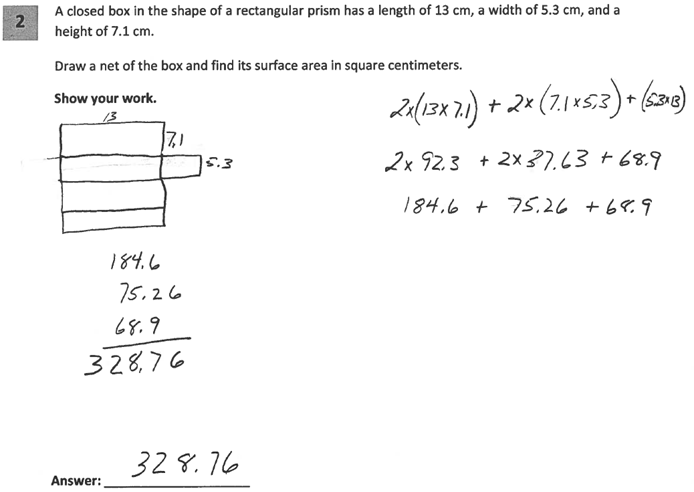 2
A closed box in the shape of a rectangular prism has a length of 13 cm, a width of 5.3 cm, and a
height of 7.1 cm.
Draw a net of the box and find its surface area in square centimeters.
Show your work.
13
7.1
5.3
2x(13x7.1) + 2x(7.1x5.3) + (5.3x13)
2x 92.3 + 2x 37.63 + 68.9
184.6 + 75.26 + 68.9
184.6
75.26
68.9
328.76
Answer: 328.76